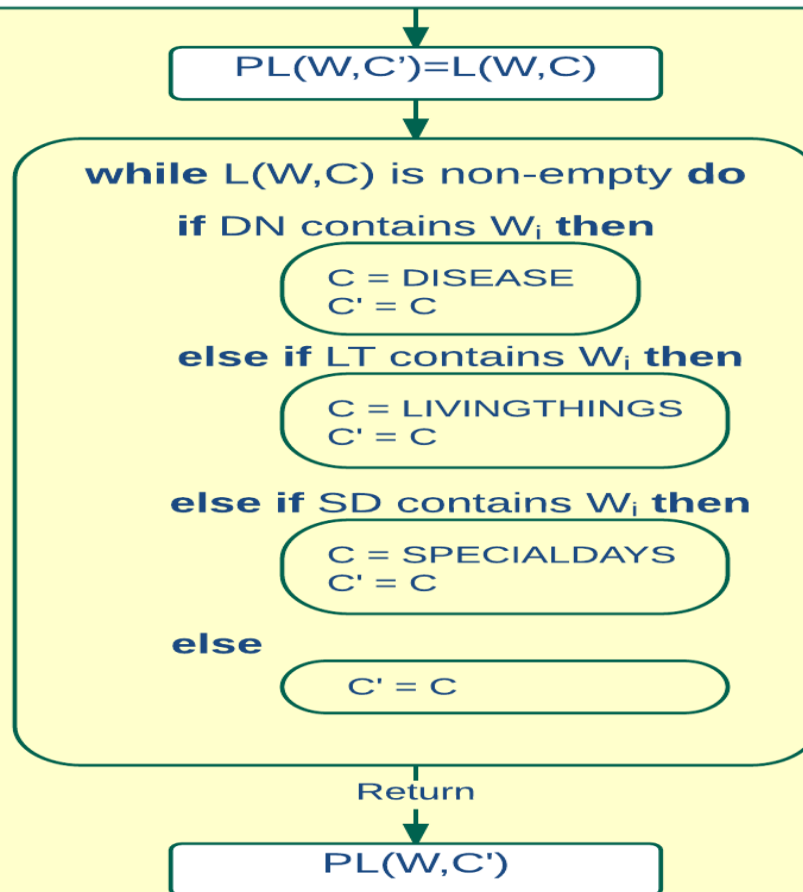 PL(W,C’)=L(W,C)
while L(W,C) is non-empty do
if DN contains Wi then
C = DISEASE
C' = C
else if LT contains Wi then
C = LIVINGTHINGS
C' = C
else if SD contains Wi then
C = SPECIALDAYS
C' = C
else
C' = C
Return
PL(W,C')